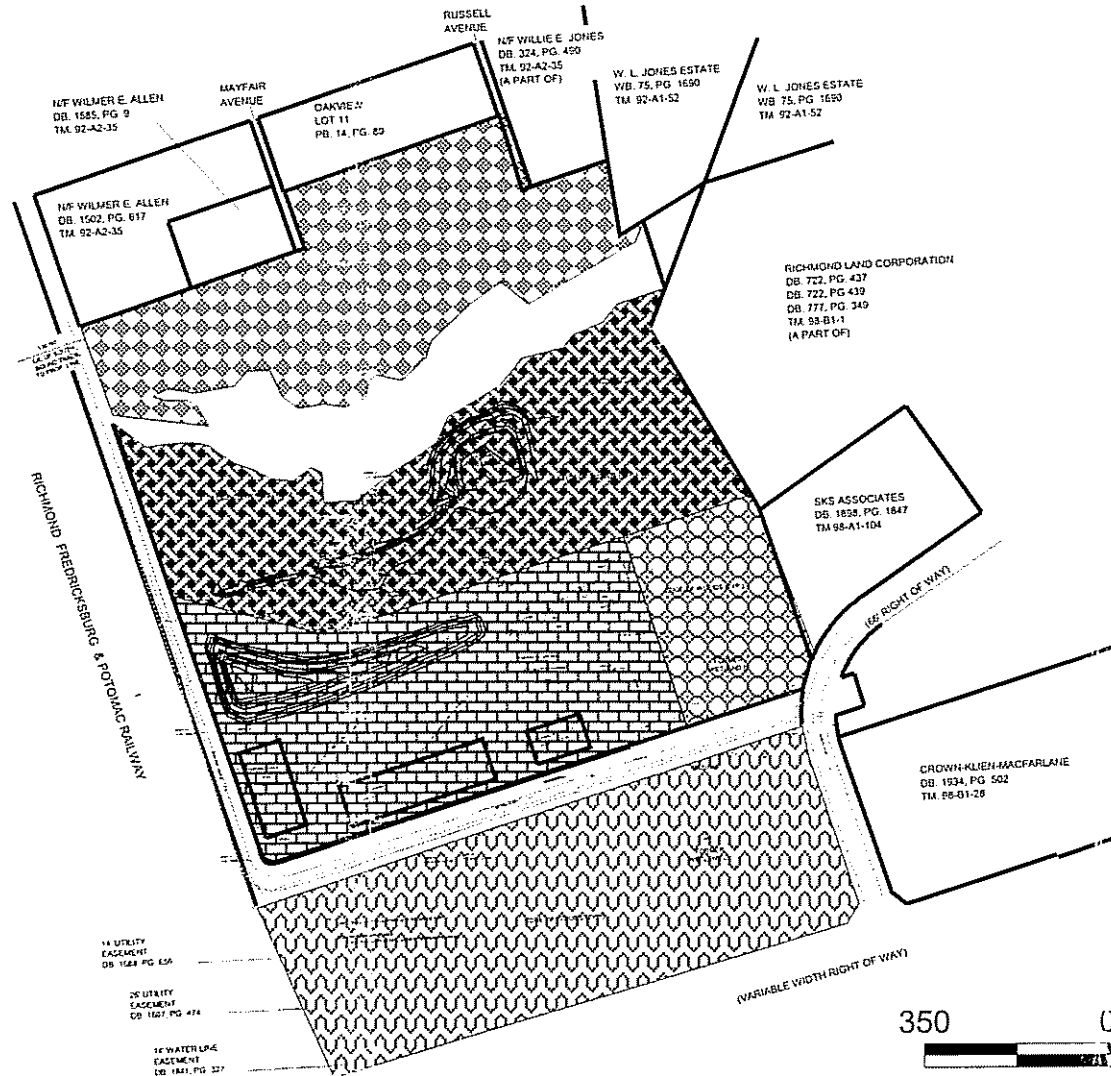 RUSSELL
AVENUE
N/F WILLIE E. JONES
DB. 324, PG. 490
TM. 92-A2-35
(A PART OF)
W. L. JONES ESTATE
WB. 75, PG. 1690
TM. 92-A1-52
W. L. JONES ESTATE
WB. 75, PG. 1690
TM. 92-A1-52
MAYFAIR
AVENUE
N/F WILMER E. ALLEN
DB. 1585, PG. 9
TM. 92-A2-35
OAKVIEW
LOT 11
PB. 14, PG. 89
N/F WILMER E. ALLEN
DB. 1502, PG. 617
TM. 92-A2-35
RICHMOND LAND CORPORATION
DB. 722, PG. 437
DB. 722, PG. 439
DB. 777, PG. 349
TM. 98-B1-1
(A PART OF)
RICHMOND FREDRICKSBURG & POTOMAC RAILWAY
SKS ASSOCIATES
DB. 1898, PG. 1847
TM 98-A1-104
(66' RIGHT OF WAY)
CROWN-KLIEN-MACFARLANE
DB. 1934, PG. 502
TM. 98-B1-28
UTILITY
EASEMENT
UTILITY
EASEMENT
WATER LINE
EASEMENT
(VARIABLE WIDTH RIGHT OF WAY)
350